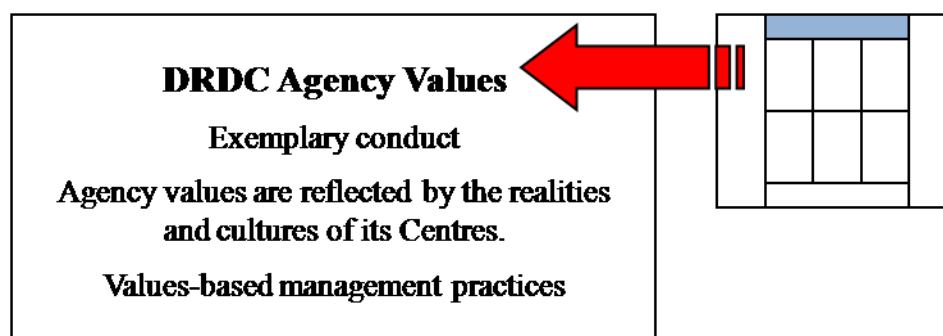 DRDC Agency Values
Exemplary conduct
Agency values are reflected by the realities
and cultures of its Centres.
Values-based management practices